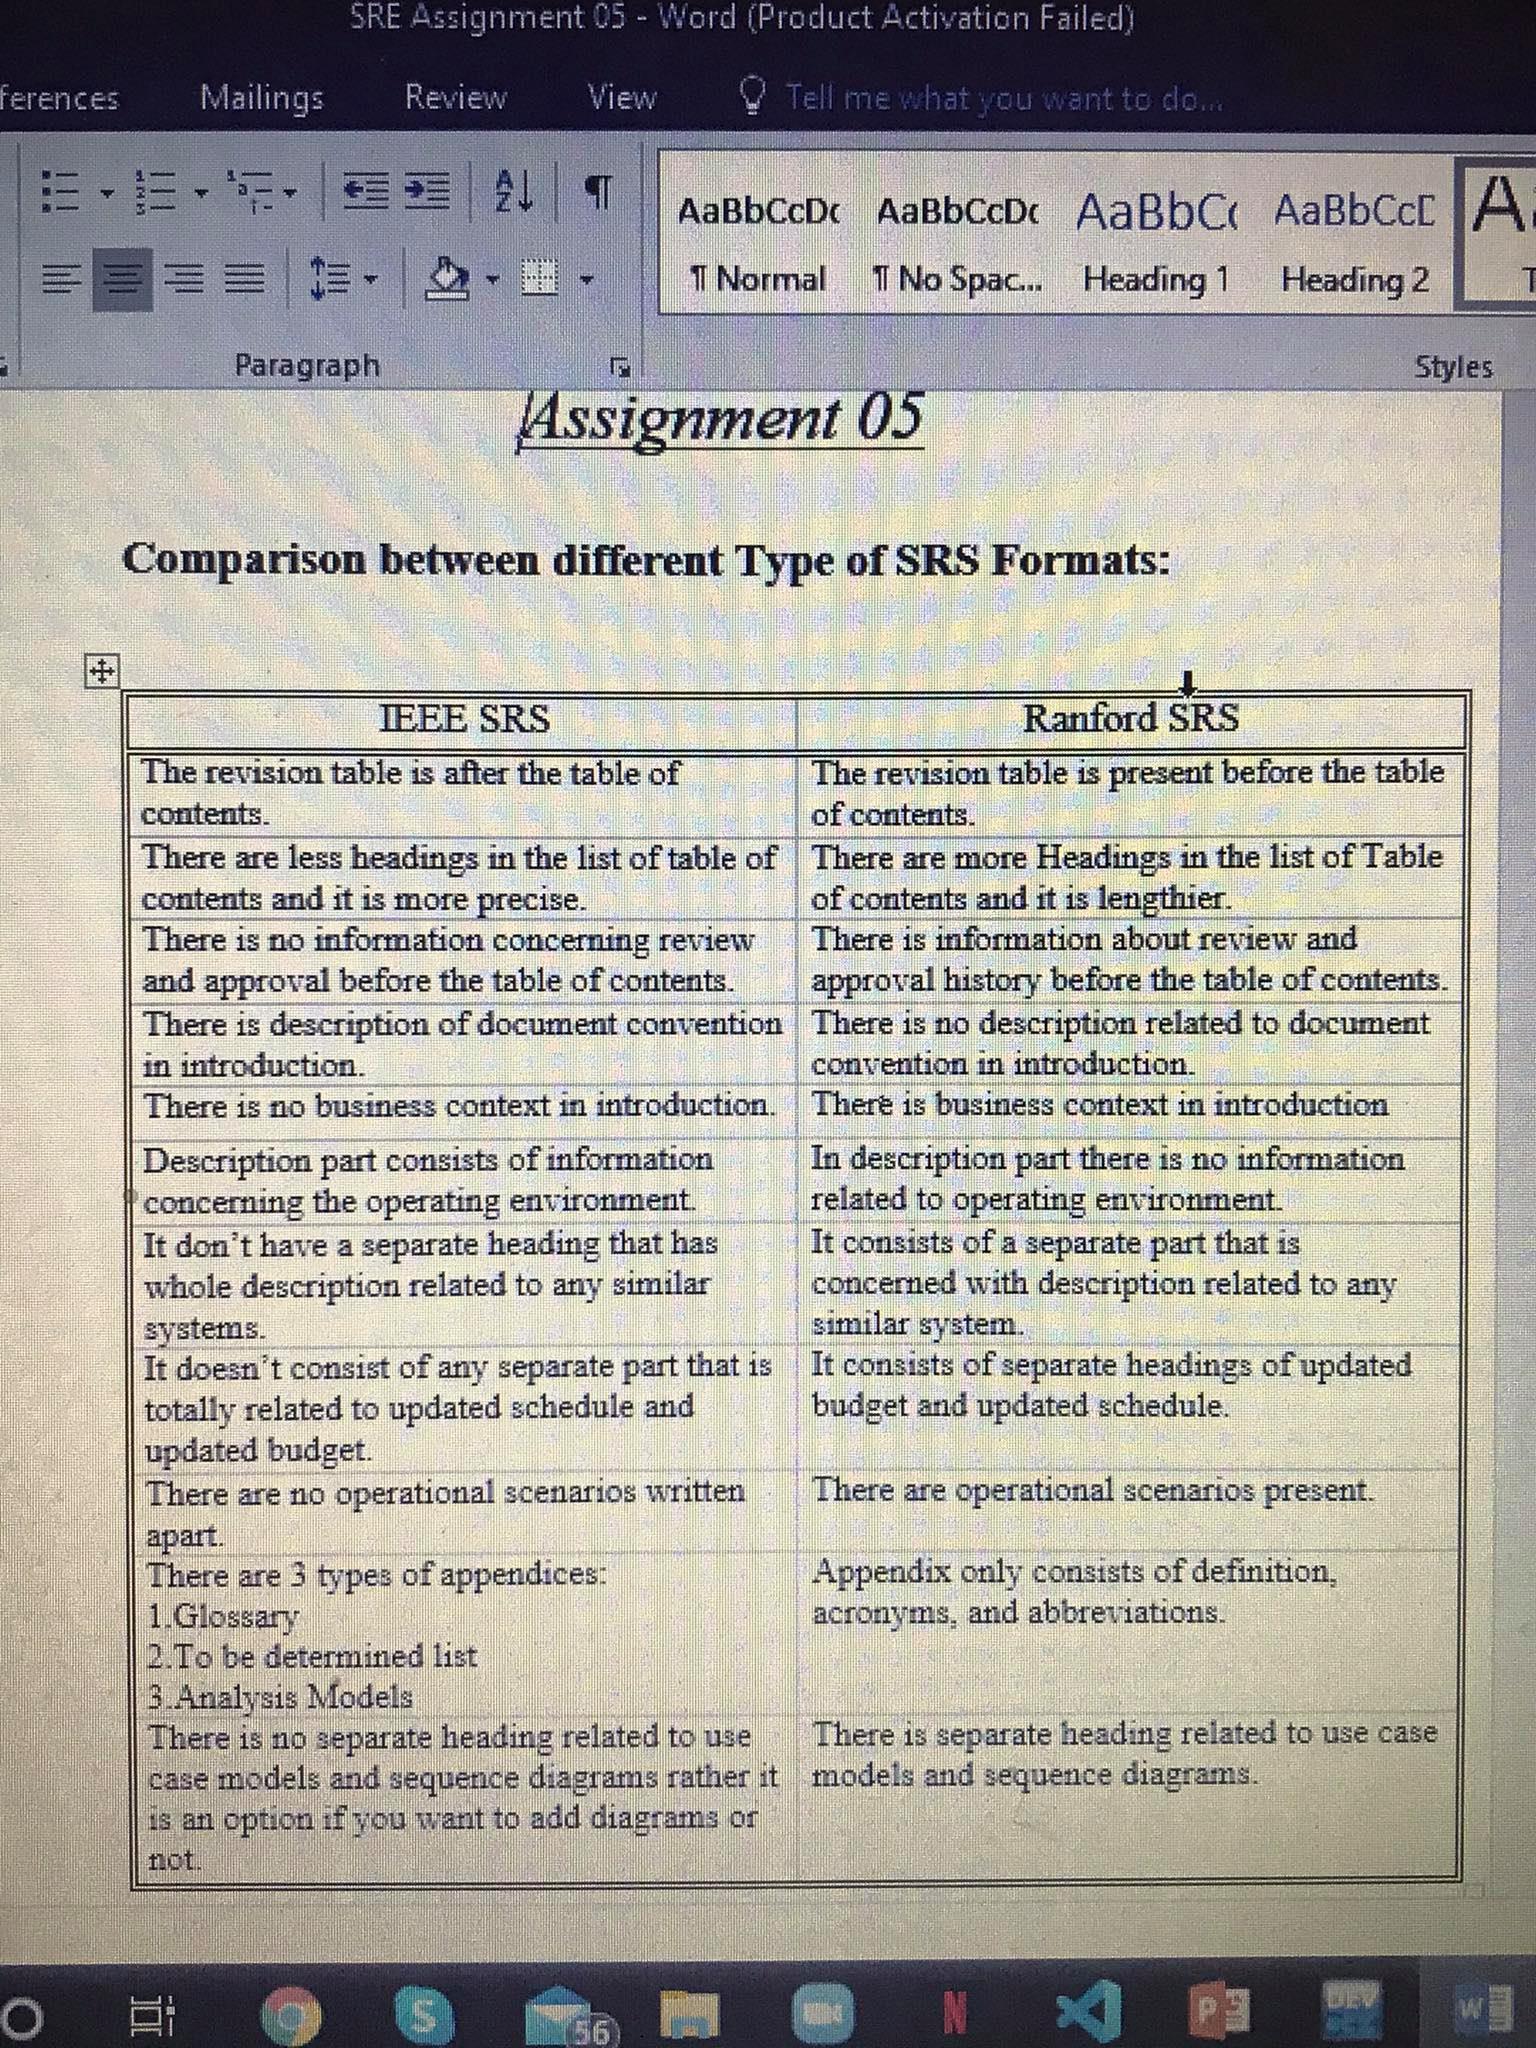 SRE Assignment 05 - Word (Product Activation Failed)
ferences Mailings Review View Tell me what you want to do...
AaBbCcDc AaBbCcDc AaBbC( AaBbCcD A
¶ Normal ¶ No Spac... Heading 1 Heading 2 T
Paragraph Styles
Assignment 05
Comparison between different Type of SRS Formats:
IEEE SRS
Ranford SRS
The revision table is after the table of
contents.
The revision table is present before the table
of contents.
There are less headings in the list of table of
contents and it is more precise.
There are more Headings in the list of Table
of contents and it is lengthier.
There is no information concerning review
and approval before the table of contents.
There is information about review and
approval history before the table of contents.
There is description of document convention
in introduction.
There is no description related to document
convention in introduction.
There is no business context in introduction.
There is business context in introduction
Description part consists of information
concerning the operating environment.
In description part there is no information
related to operating environment.
It don't have a separate heading that has
whole description related to any similar
systems.
It consists of a separate part that is
concerned with description related to any
similar system.
It doesn't consist of any separate part that is
totally related to updated schedule and
updated budget.
It consists of separate headings of updated
budget and updated schedule.
There are no operational scenarios written
apart.
There are operational scenarios present.
There are 3 types of appendices:
1.Glossary
2.To be determined list
3.Analysis Models
Appendix only consists of definition,
acronyms, and abbreviations.
There is no separate heading related to use
case models and sequence diagrams rather it
is an option if you want to add diagrams or
not.
There is separate heading related to use case
models and sequence diagrams.
56
DEV